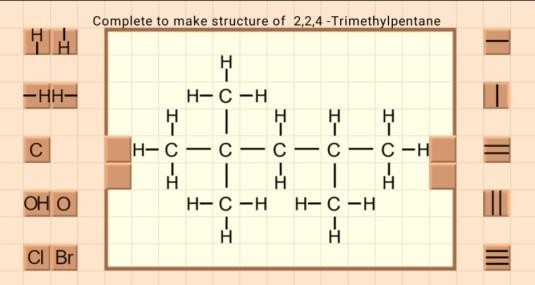 Complete to make structure of 2,2,4 -Trimethylpentane
H H
H
H-C-H
-HH- H H H H
C H-C-C-C-C-C-H
H H H
OH O H-C-H H-C-H
H H
Cl Br